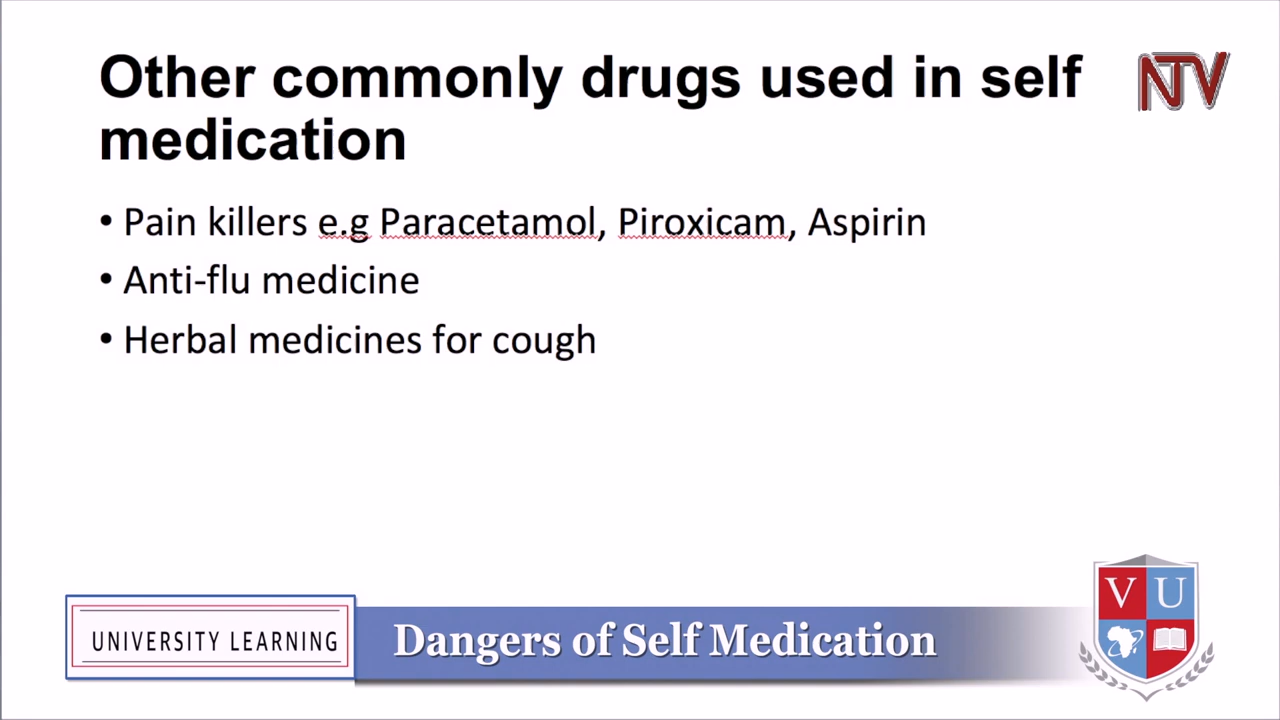 Other commonly drugs used in self
medication
NTV
• Pain killers e.g Paracetamol, Piroxicam, Aspirin
• Anti-flu medicine
• Herbal medicines for cough
UNIVERSITY LEARNING
Dangers of Self Medication
V U